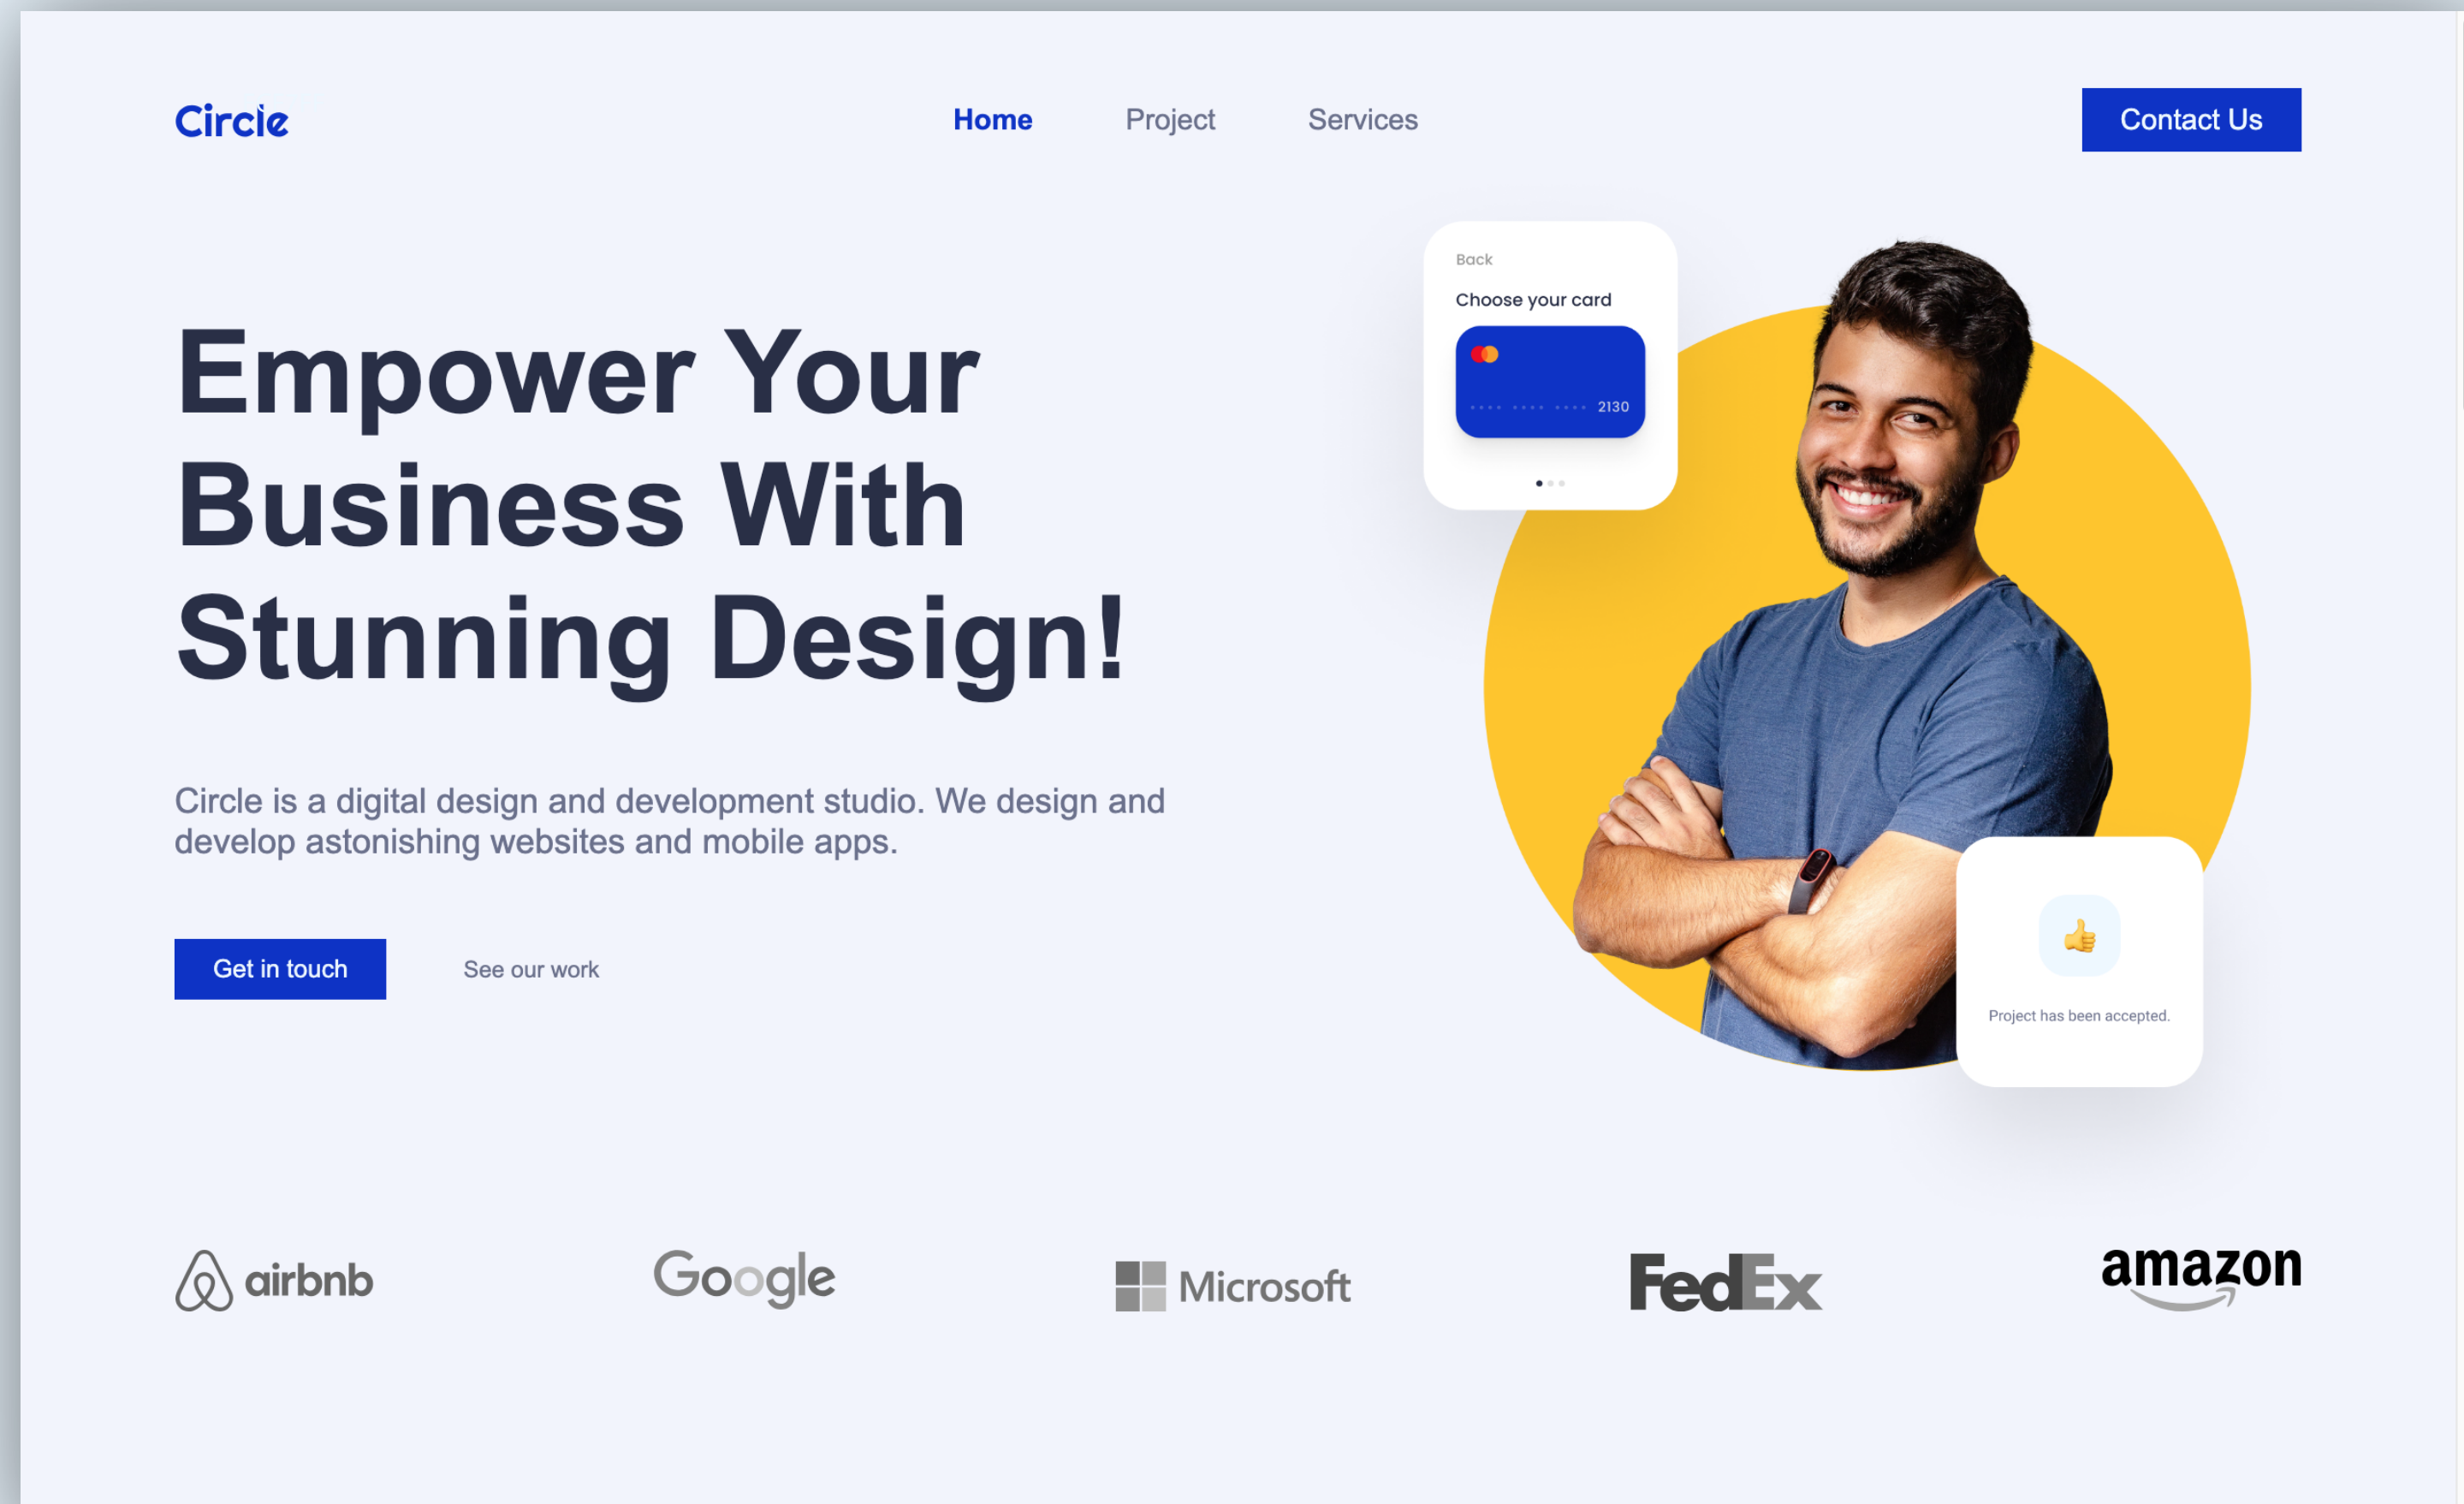 Circle
Home Project Services
Contact Us
Empower Your
Business With
Stunning Design!
Circle is a digital design and development studio. We design and
develop astonishing websites and mobile apps.
Get in touch
See our work
Back
Choose your card
2130
Project has been accepted.
airbnb
Google
Microsoft
FedEx
amazon